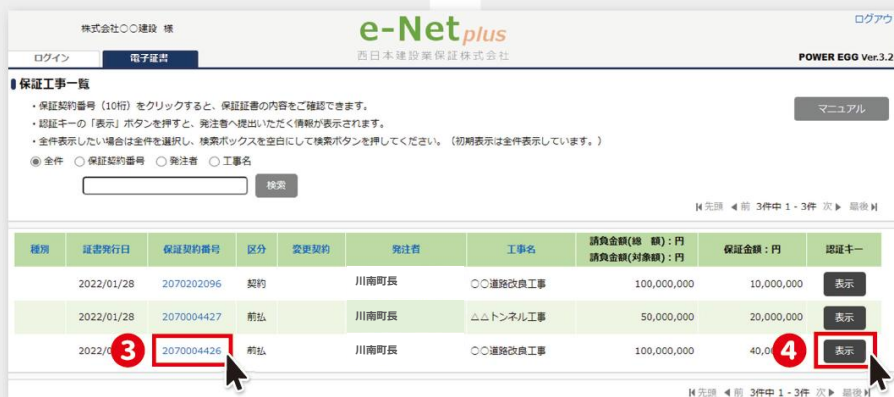 株式会社○○建設 様
e-Net plus
西日本建設業保証株式会社
ログアウ
ログイン 電子証書
POWER EGG Ver.3.2
保証工事一覧
・保証契約番号（10桁）をクリックすると、保証証書の内容をご確認できます。
・認証キーの「表示」ボタンを押すと、発注者へ提出いただく情報が表示されます。
・全件表示したい場合は全件を選択し、検索ボックスを空白にして検索ボタンを押してください。（初期表示は全件表示しています。）
マニュアル
全件 保証契約番号 発注者 工事名
検索
先頭 前 3件中 1 - 3件 次 最後
種別 証書発行日 保証契約番号 区分 変更契約 発注者 工事名 請負金額(総 額)：円 保証金額：円 認証キー
請負金額(対象額)：円
2022/01/28 2070202096 契約 川南町長 ○○道路改良工事 100,000,000 10,000,000 表示
2022/01/28 2070004427 前払 川南町長 △△トンネル工事 50,000,000 20,000,000 表示
2022/0 3 2070004426 前払 川南町長 ○○道路改良工事 100,000,000 40,0 4 表示
先頭 前 3件中 1 - 3件 次 最後